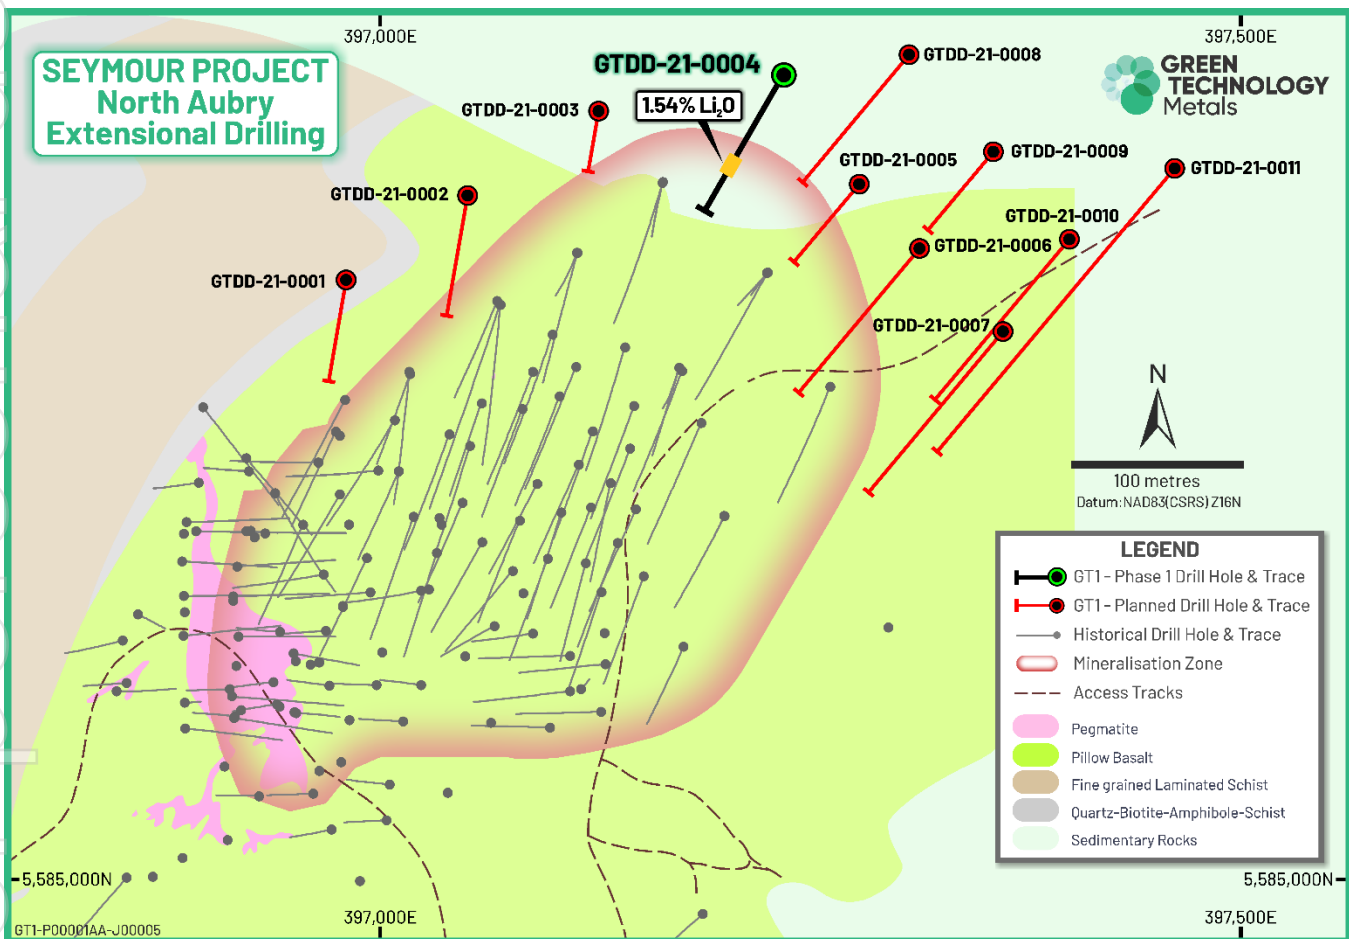 397,000E
397,500E
SEYMOUR PROJECT
North Aubry
Extensional Drilling
GTDD-21-0004
1.54% Li₂O
GTDD-21-0008
GREEN
TECHNOLOGY
Metals
GTDD-21-0003
GTDD-21-0005
GTDD-21-0009
GTDD-21-0011
GTDD-21-0002
GTDD-21-0010
GTDD-21-0006
GTDD-21-0001
GTDD-21-0007
N
100 metres
Datum:NAD83(CSRS) Z16N
LEGEND
GT1 - Phase 1 Drill Hole & Trace
GT1 - Planned Drill Hole & Trace
Historical Drill Hole & Trace
Mineralisation Zone
Access Tracks
Pegmatite
Pillow Basalt
Fine grained Laminated Schist
Quartz-Biotite-Amphibole-Schist
Sedimentary Rocks
5,585,000N
5,585,000N
397,000E
397,500E
GT1-P00001AA-J00005